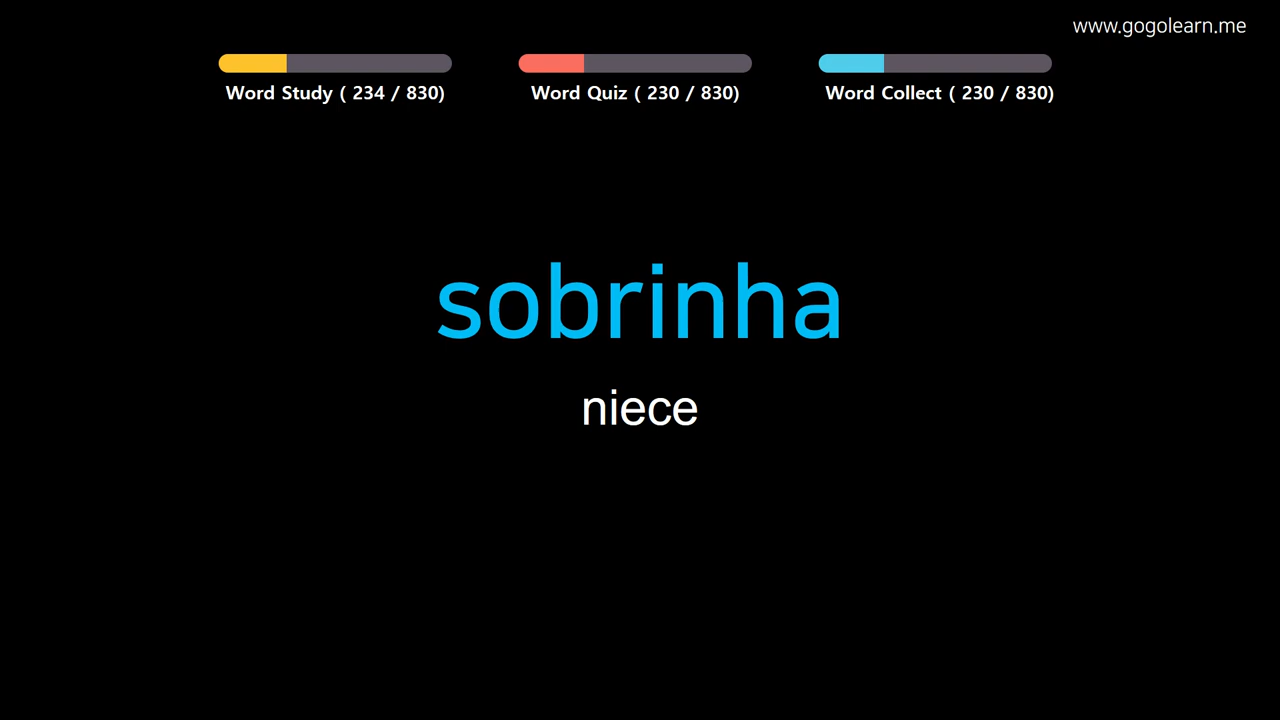 www.gogolearn.me
Word Study ( 234 / 830)
Word Quiz ( 230 / 830)
Word Collect ( 230 / 830)
sobrinha
niece